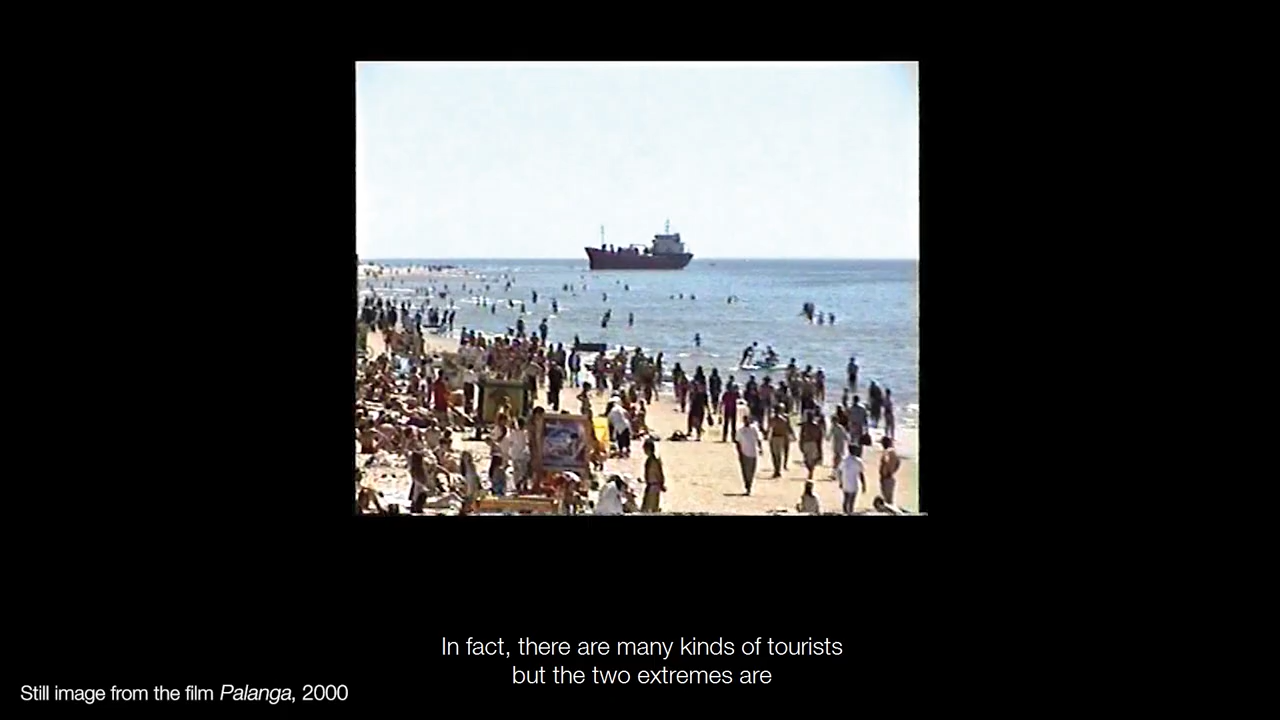 In fact, there are many kinds of tourists
but the two extremes are
Still image from the film Palanga, 2000